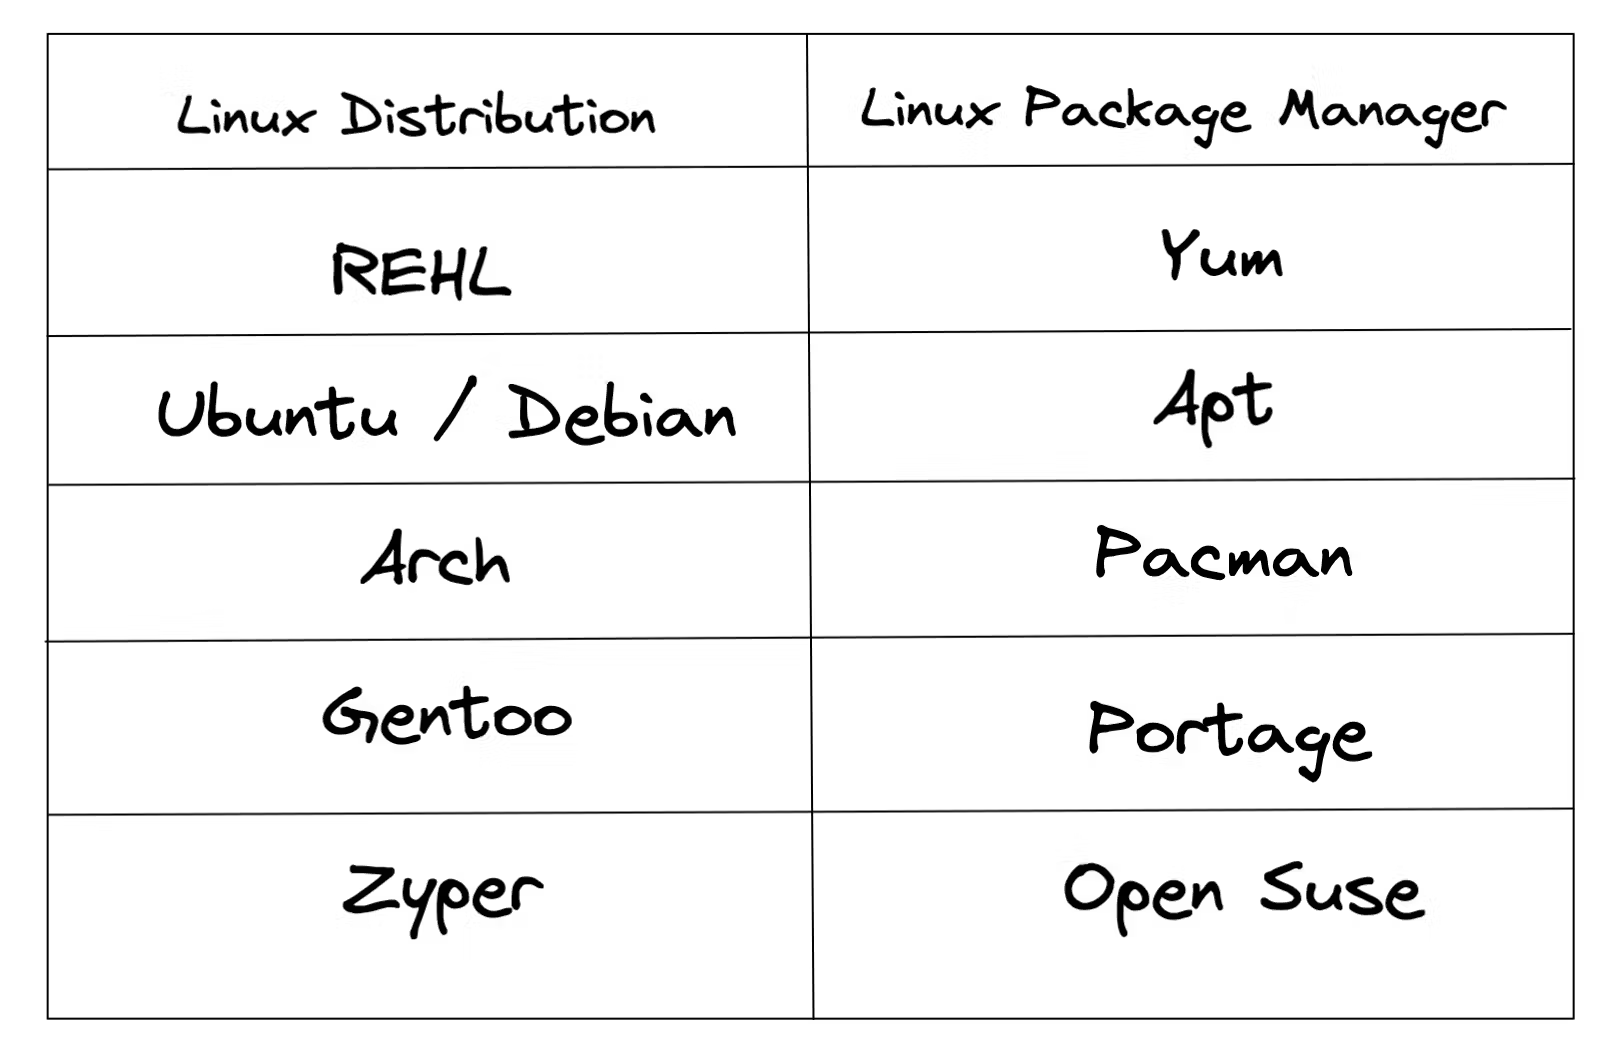 Linux Distribution Linux Package Manager
REHL Yum
Ubuntu / Debian Apt
Arch Pacman
Gentoo Portage
Zyper Open Suse